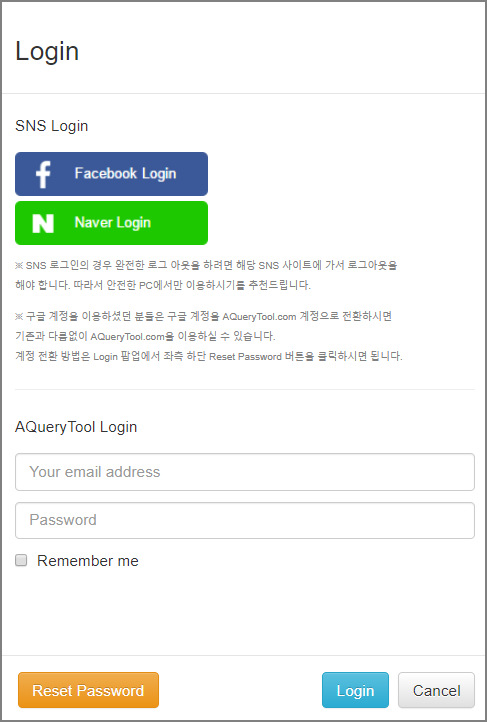 Login
SNS Login
Facebook Login
N Naver Login
※ SNS 로그인의 경우 완전한 로그 아웃을 하려면 해당 SNS 사이트에 가서 로그아웃을
해야 합니다. 따라서 안전한 PC에서만 이용하시기를 추천드립니다.
※ 구글 계정을 이용하셨던 분들은 구글 계정을 AQueryTool.com 계정으로 전환하시면
기존과 다름없이 AQueryTool.com을 이용하실 수 있습니다.
계정 전환 방법은 Login 팝업에서 좌측 하단 Reset Password 버튼을 클릭하시면 됩니다.
AQueryTool Login
Your email address
Password
Remember me
Reset Password Login Cancel